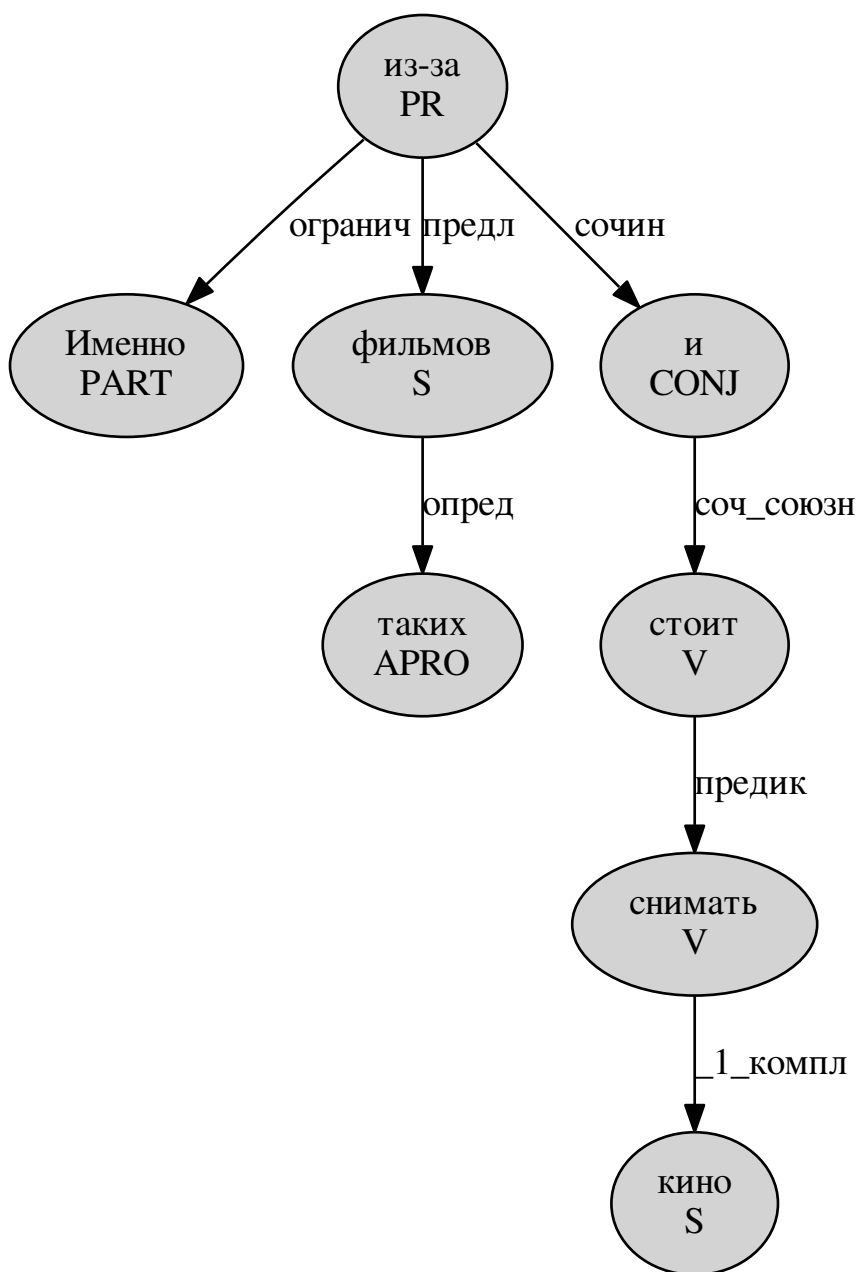 из-за
PR
огранич
предл
сочин
Именно
PART
фильмов
S
и
CONJ
опред
соч_союзн
таких
APRO
стоит
V
предик
снимать
V
_1_компл
кино
S